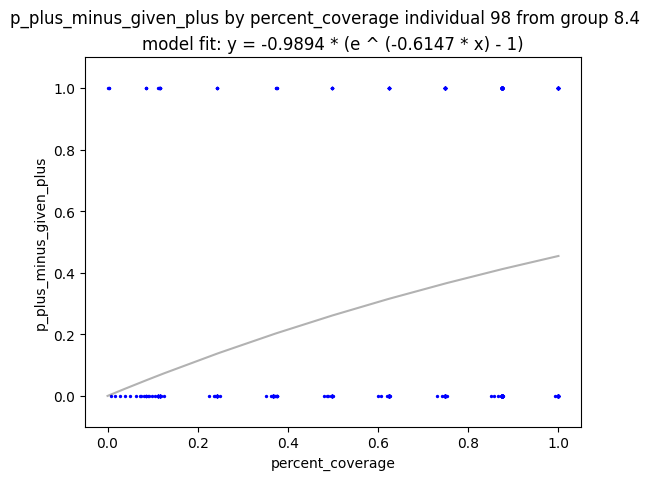 p_plus_minus_given_plus by percent_coverage individual 98 from group 8.4
model fit: y = -0.9894 * (e ^ (-0.6147 * x) - 1)
1.0
0.8
0.6
0.4
0.2
0.0
p_plus_minus_given_plus
0.0 0.2 0.4 0.6 0.8 1.0
percent_coverage